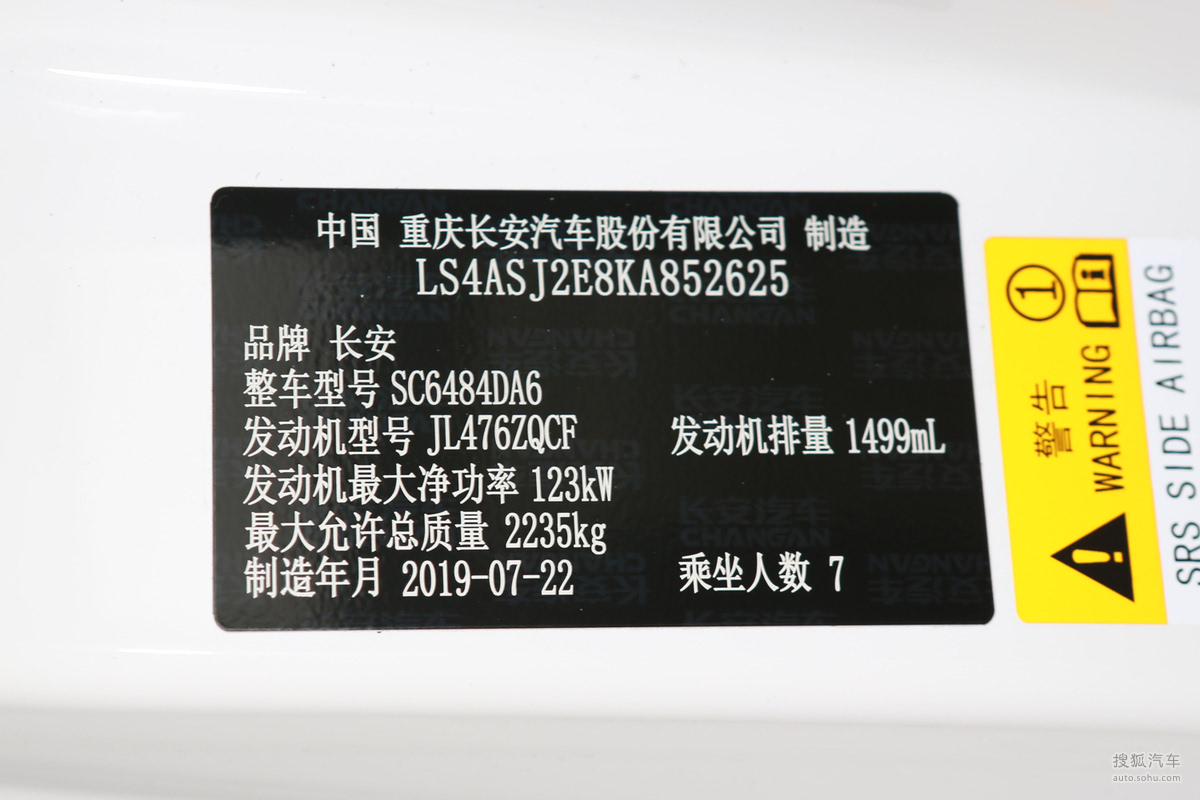 中国 重庆长安汽车股份有限公司 制造
LS4ASJ2E8KA852625
品牌 长安
整车型号 SC6484DA6
发动机型号 JL476ZQCF 发动机排量 1499mL
发动机最大净功率 123kW
最大允许总质量 2235kg
制造年月 2019-07-22 乘坐人数 7
1
警告
WARNING
SRS SIDE AIRBAG
搜狐汽车
auto.sohu.com